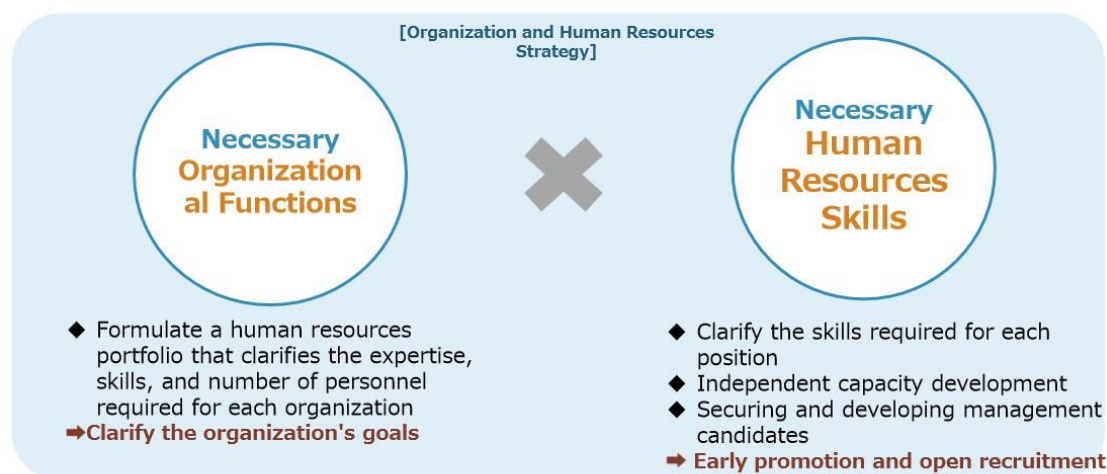 [Organization and Human Resources
Strategy]
Necessary
Organization
al Functions
Necessary
Human
Resources
Skills
◆ Formulate a human resources
portfolio that clarifies the expertise,
skills, and number of personnel
required for each organization
➡Clarify the organization's goals
◆ Clarify the skills required for each
position
◆ Independent capacity development
◆ Securing and developing management
candidates
➡ Early promotion and open recruitment